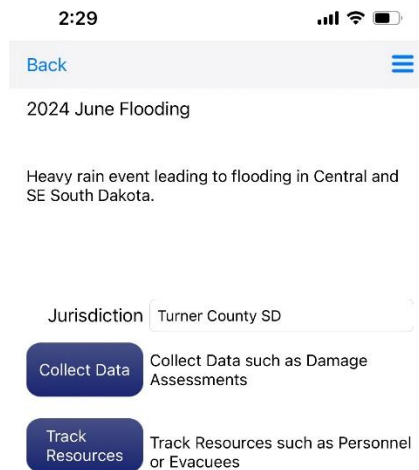 2:29
Back
2024 June Flooding
Heavy rain event leading to flooding in Central and
SE South Dakota.
Jurisdiction Turner County SD
Collect Data
Collect Data such as Damage
Assessments
Track
Resources
Track Resources such as Personnel
or Evacuees